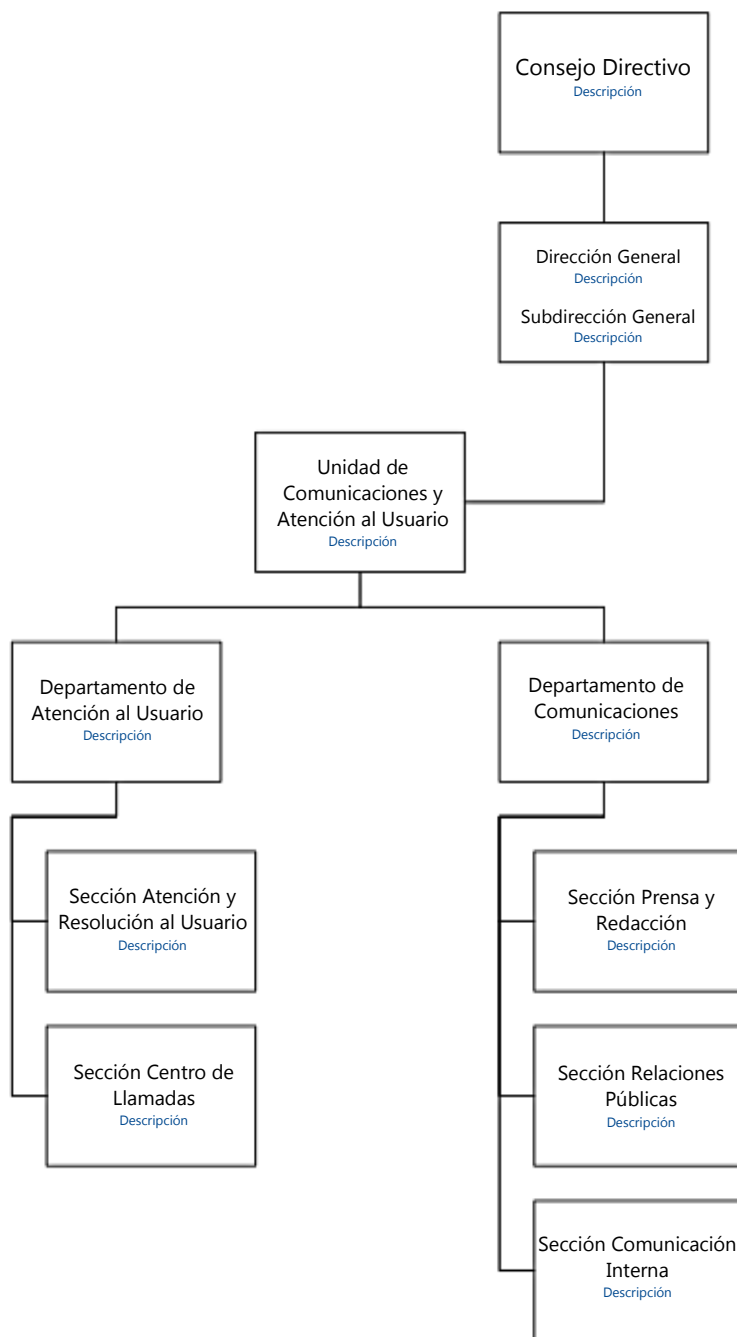 Consejo Directivo
Descripción
Dirección General
Descripción
Subdirección General
Descripción
Unidad de
Comunicaciones y
Atención al Usuario
Descripción
Departamento de
Atención al Usuario
Descripción
Departamento de
Comunicaciones
Descripción
Sección Atención y
Resolución al Usuario
Descripción
Sección Centro de
Llamadas
Descripción
Sección Prensa y
Redacción
Descripción
Sección Relaciones
Públicas
Descripción
Sección Comunicación
Interna
Descripción